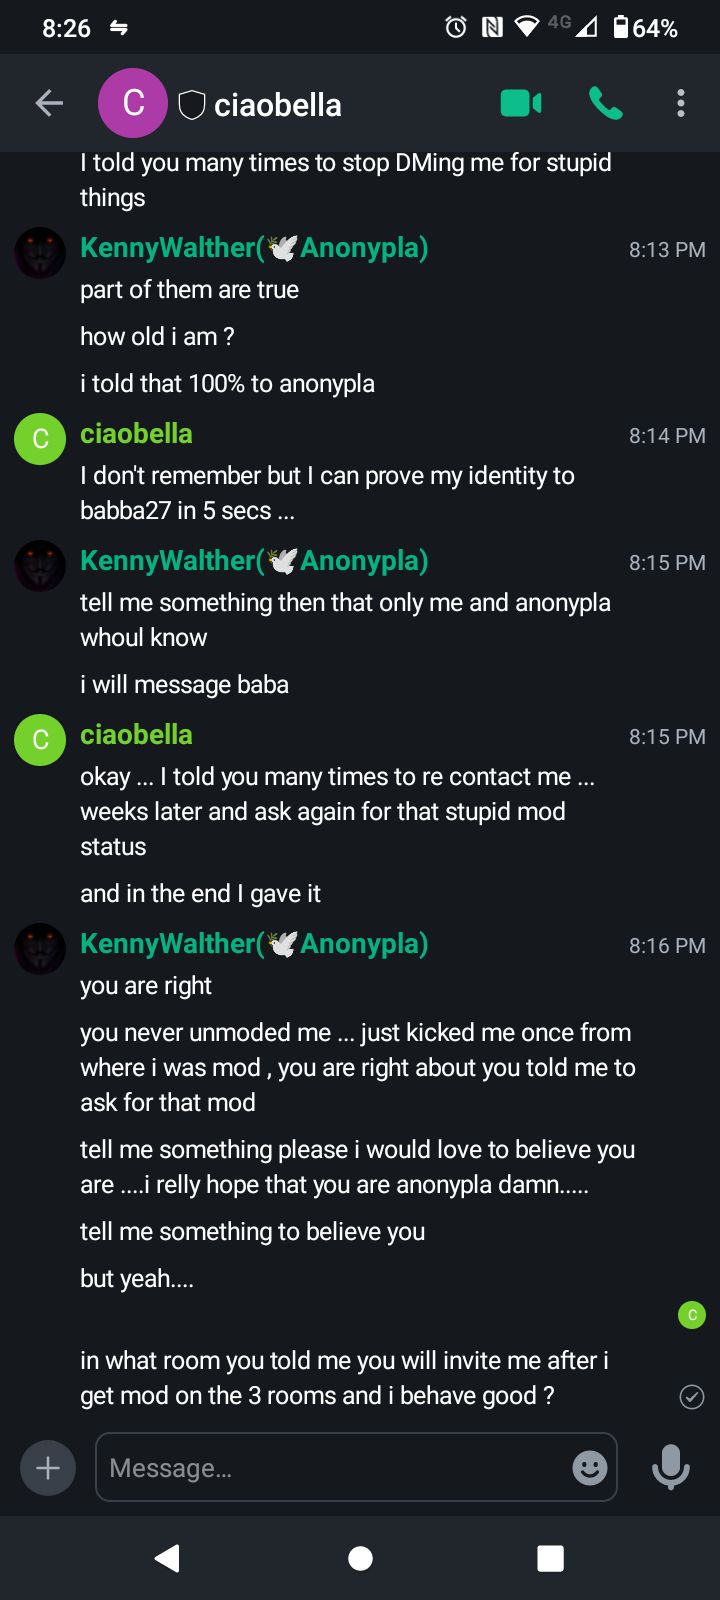 8:26
4G
64%
C
ciaobella
I told you many times to stop DMing me for stupid
things
KennyWalther(🕊Anonypla)
8:13 PM
part of them are true
how old i am ?
i told that 100% to anonypla
C
ciaobella
8:14 PM
I don't remember but I can prove my identity to
babba27 in 5 secs ...
KennyWalther(🕊Anonypla)
8:15 PM
tell me something then that only me and anonypla
whoul know
i will message baba
C
ciaobella
8:15 PM
okay ... I told you many times to re contact me ...
weeks later and ask again for that stupid mod
status
and in the end I gave it
KennyWalther(🕊Anonypla)
8:16 PM
you are right
you never unmoded me ... just kicked me once from
where i was mod , you are right about you told me to
ask for that mod
tell me something please i would love to believe you
are ....i relly hope that you are anonypla damn.....
tell me something to believe you
but yeah....
C
in what room you told me you will invite me after i
get mod on the 3 rooms and i behave good ?
Message...